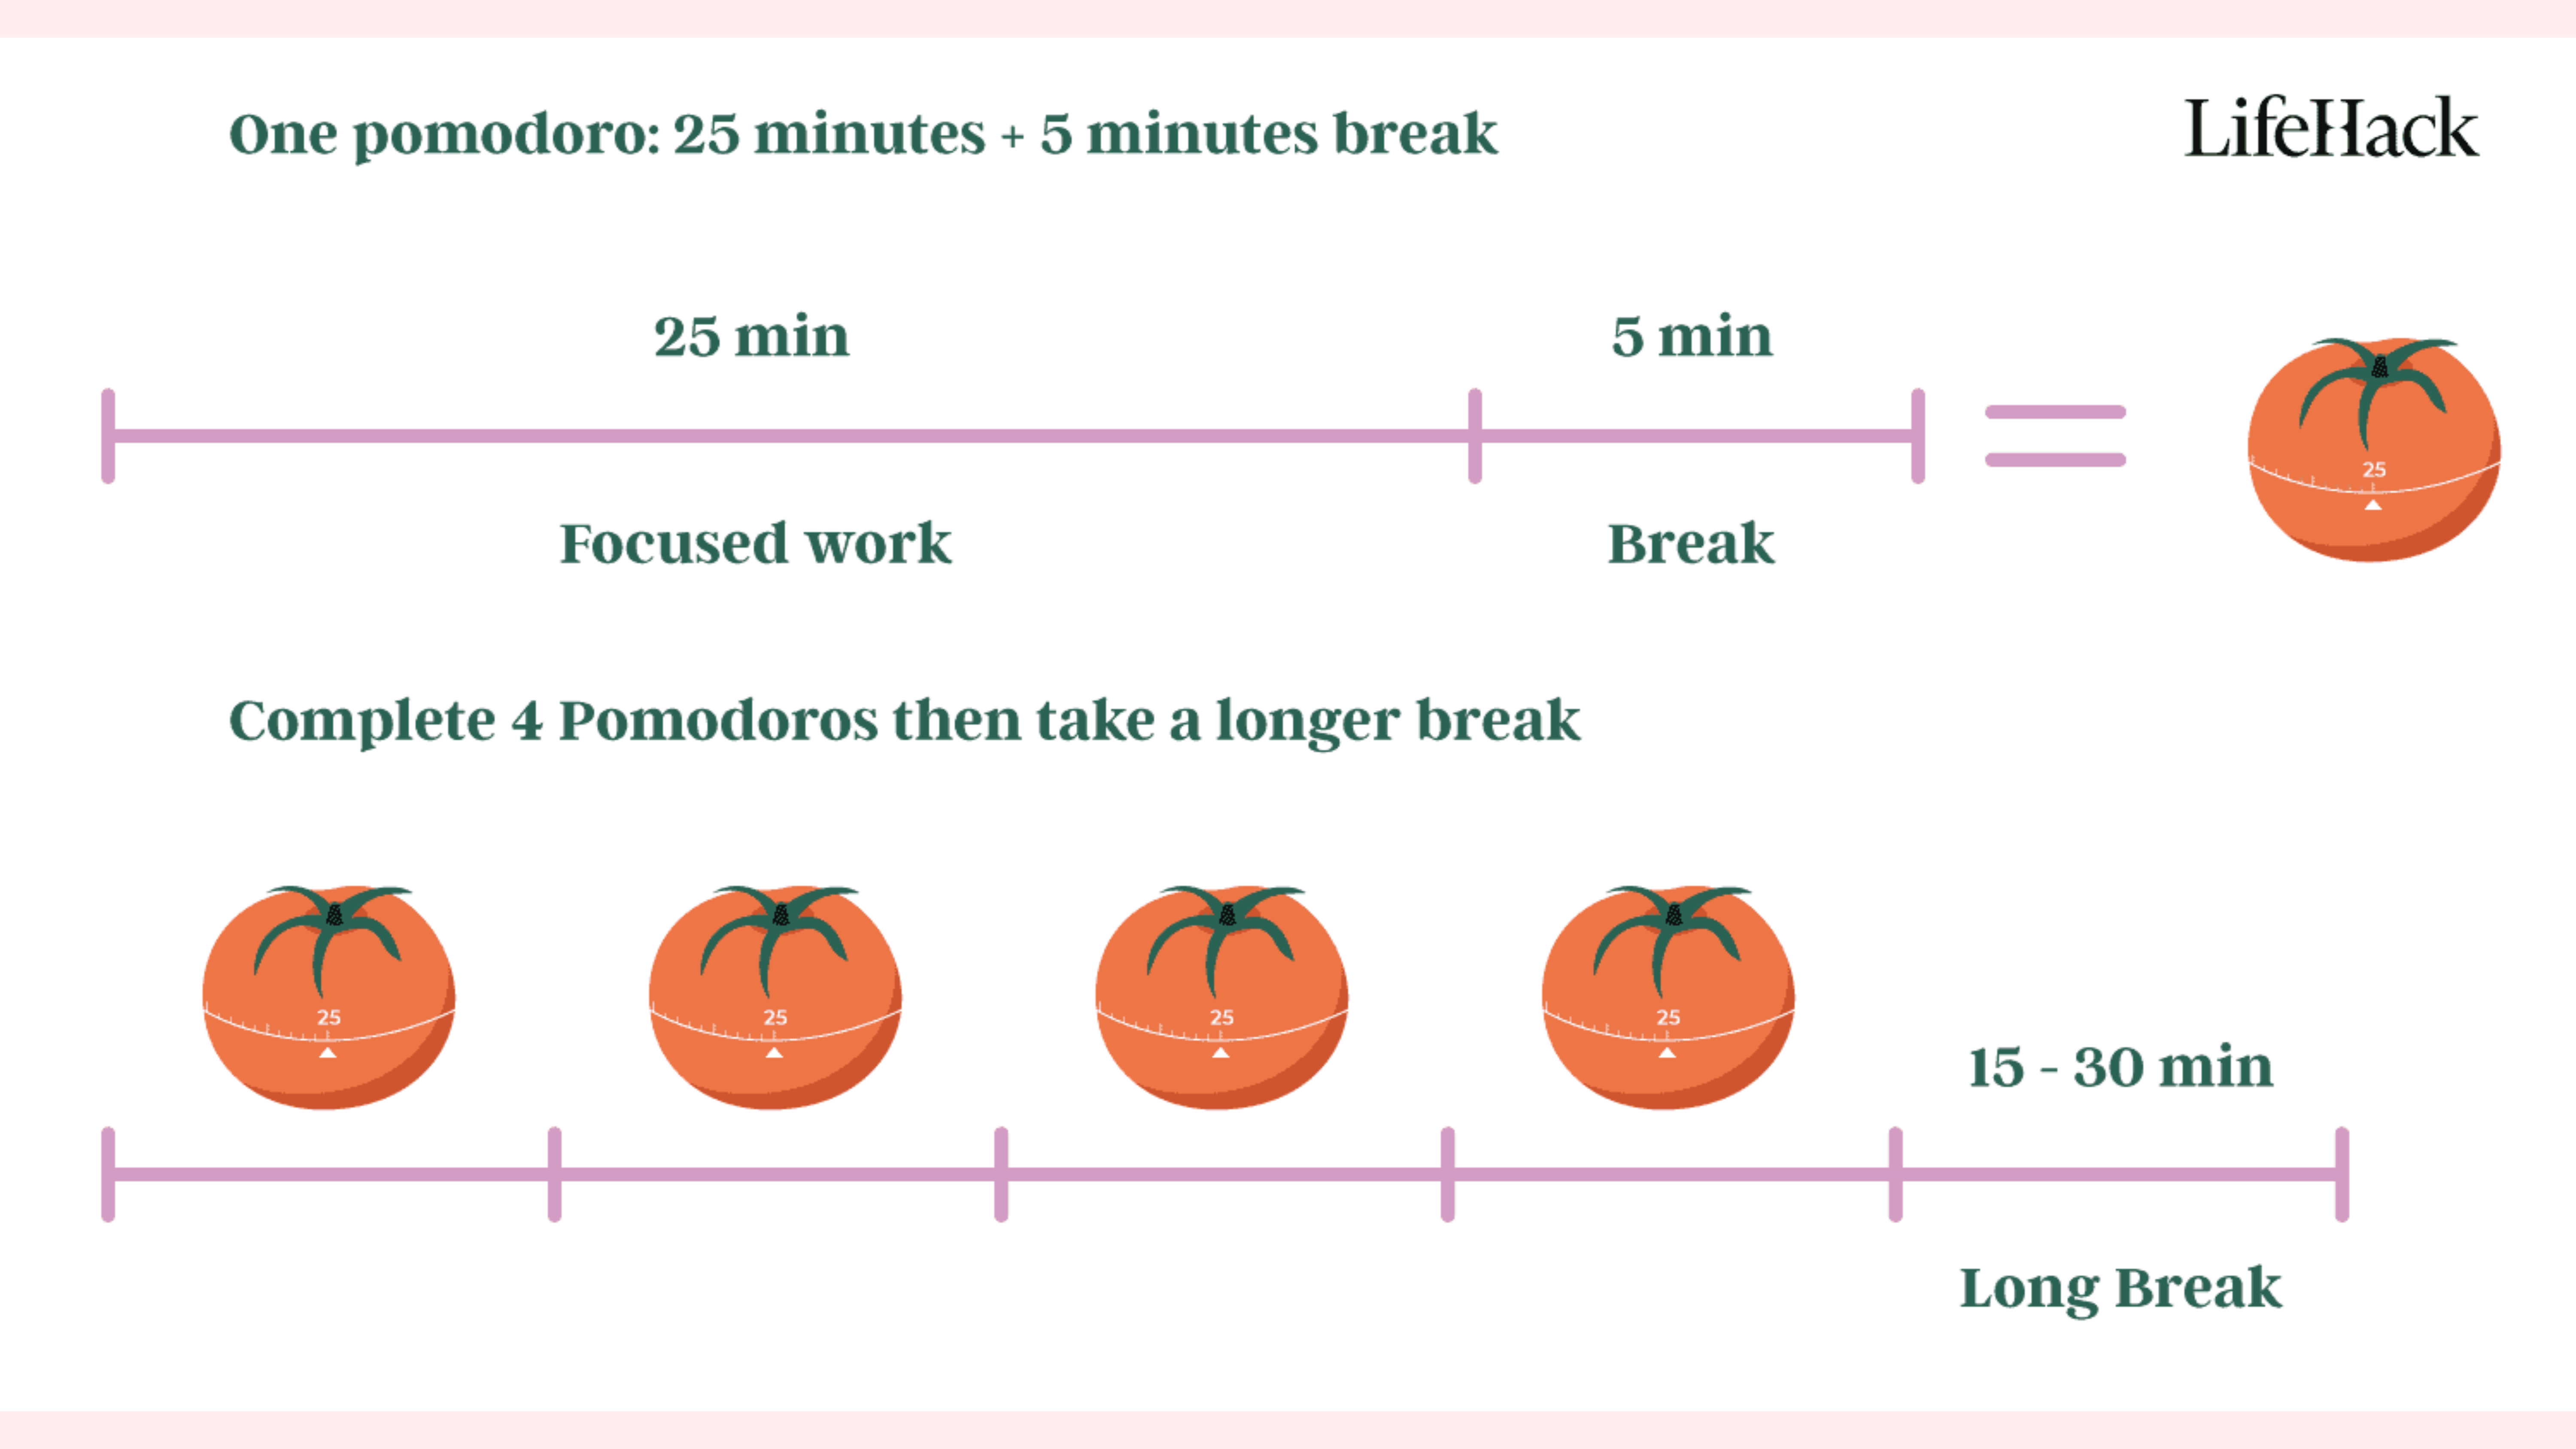 One pomodoro: 25 minutes + 5 minutes break
LifeHack
25 min
5 min
25
Focused work
Break
Complete 4 Pomodoros then take a longer break
25
25
25
25
15 - 30 min
Long Break